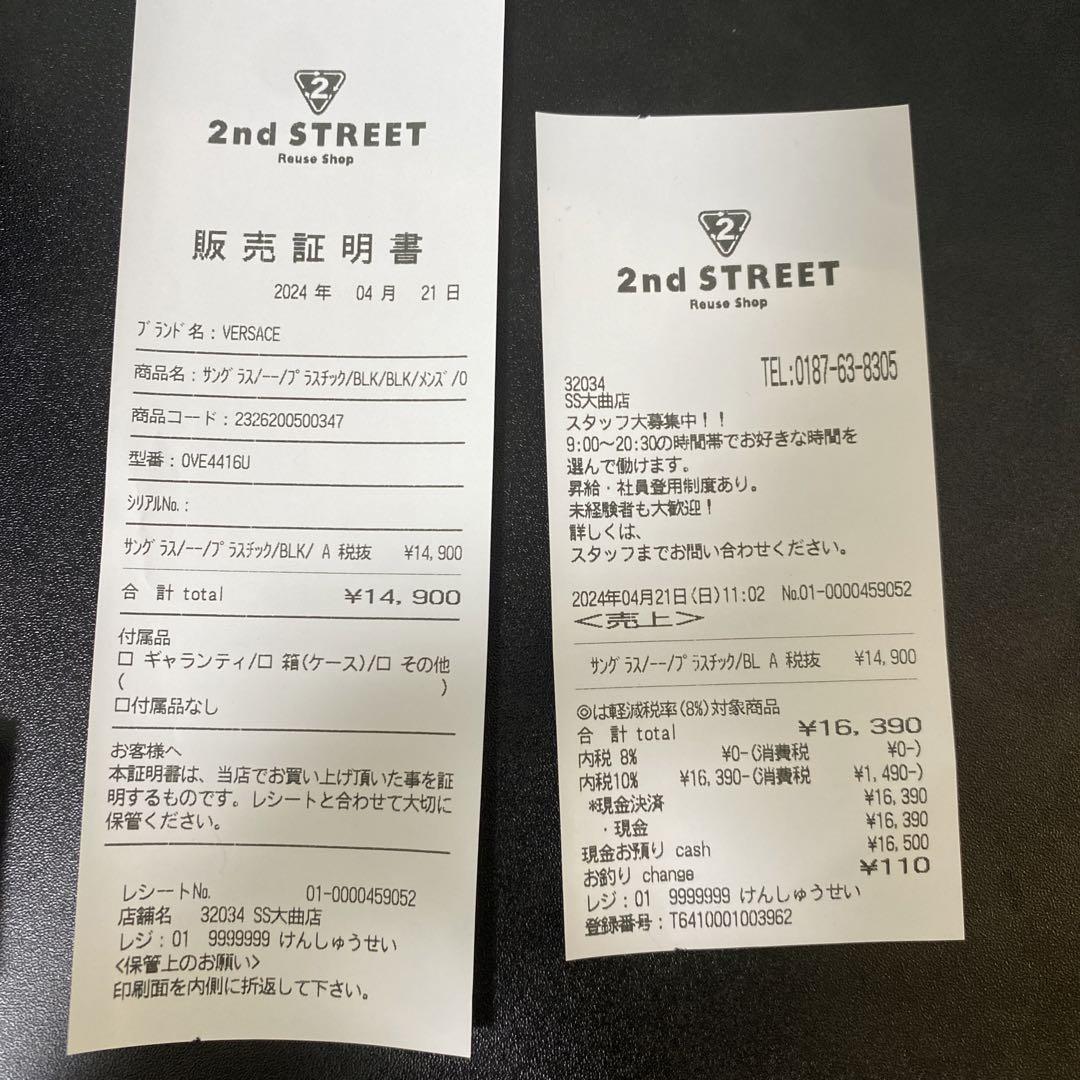 2
2nd STREET
Reuse Shop
販売証明書
2024年 04月 21日
ブランド名：VERSACE
商品名：サングラス/--/プラスチック/BLK/BLK/メンズ/0
商品コード：2326200500347
型番：0VE4416U
シリアルNo.：
サングラス/--/プラスチック/BLK/ A 税抜 ¥14,900
合 計 total ¥14,900
付属品
□ ギャランティ/□ 箱(ケース)/□ その他
( )
□付属品なし
お客様へ
本証明書は、当店でお買い上げ頂いた事を証
明するものです。レシートと合わせて大切に
保管ください。
レシートNo. 01-0000459052
店舗名 32034 SS大曲店
レジ：01 9999999 けんしゅうせい
<保管上のお願い>
印刷面を内側に折返して下さい。
2
2nd STREET
Reuse Shop
TEL:0187-63-8305
32034
SS大曲店
スタッフ大募集中！！
9:00～20:30の時間帯でお好きな時間を
選んで働けます。
昇給・社員登用制度あり。
未経験者も大歓迎！
詳しくは、
スタッフまでお問い合わせください。
2024年04月21日(日)11:02 No.01-0000459052
＜売上＞
サングラス/--/プラスチック/BL A 税抜 ¥14,900
◎は軽減税率(8%)対象商品
合 計 total ¥16,390
内税 8% ¥0-(消費税 ¥0-)
内税10% ¥16,390-(消費税 ¥1,490-)
*現金決済 ¥16,390
・現金 ¥16,390
現金お預り cash ¥16,500
お釣り change ¥110
レジ：01 9999999 けんしゅうせい
登録番号：T6410001003962